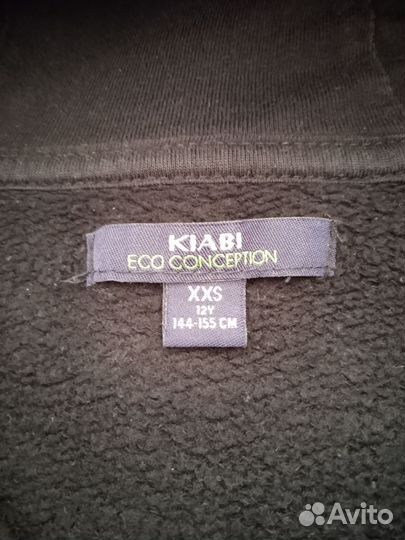 KIABI
ECO CONCEPTION
XXS
12Y
144-155 CM
Avito